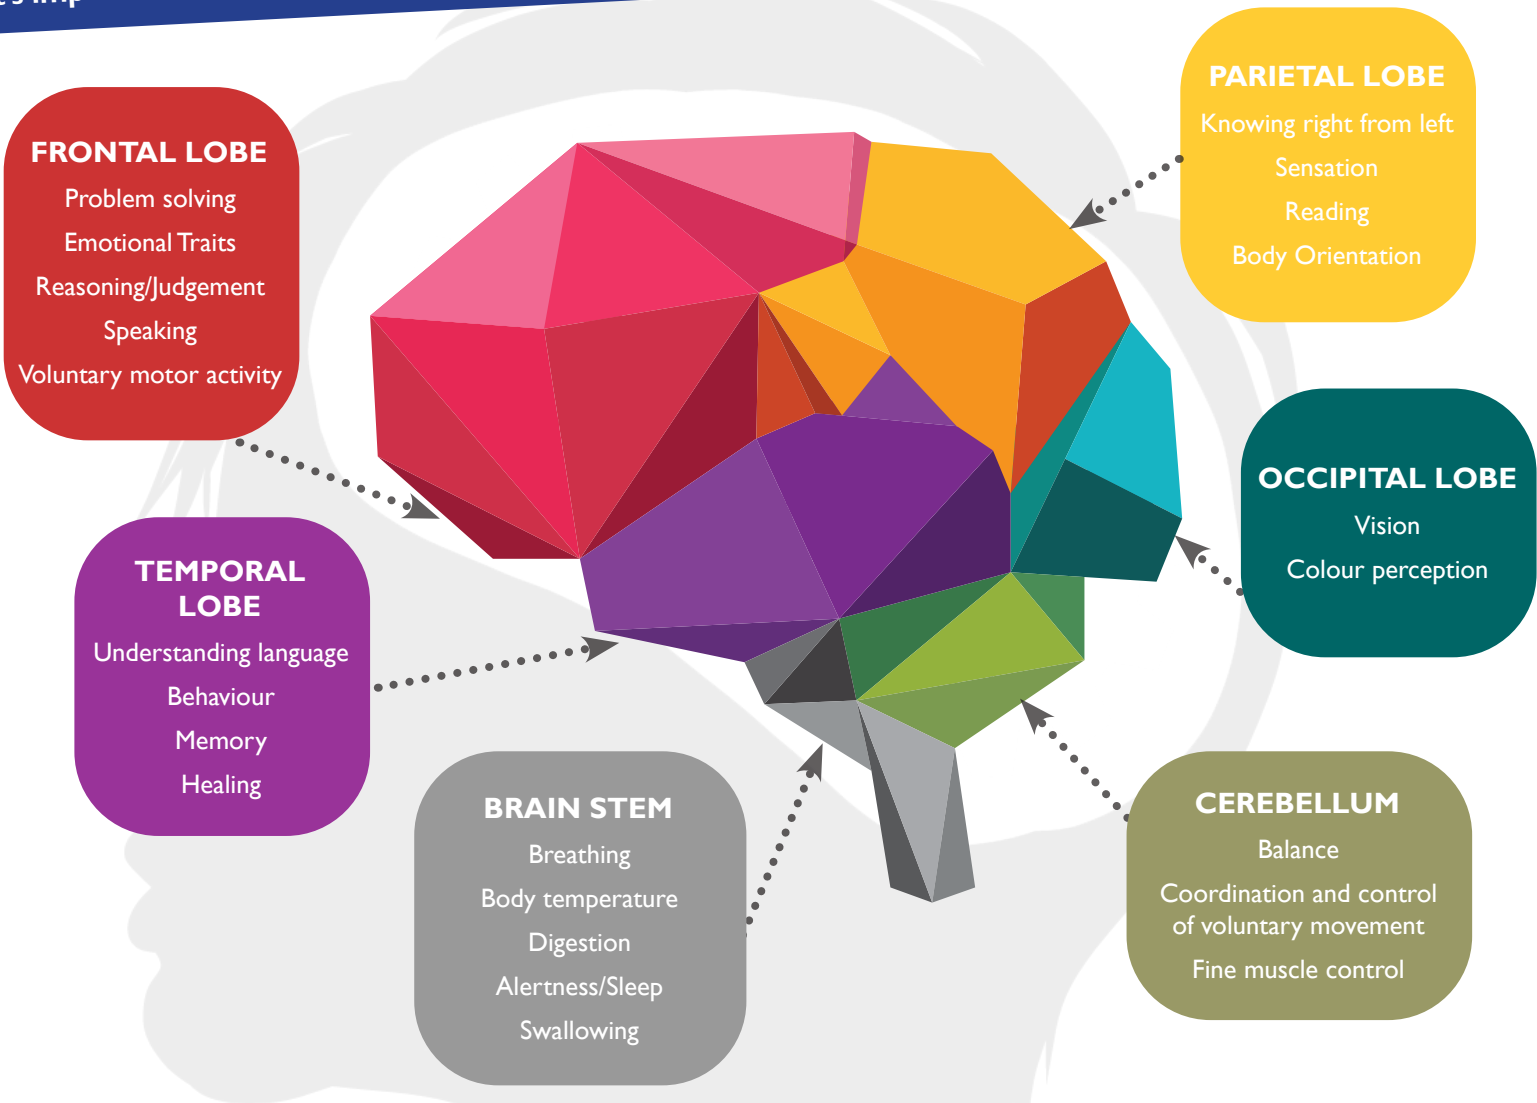 FRONTAL LOBE
Problem solving
Emotional Traits
Reasoning/Judgement
Speaking
Voluntary motor activity
PARIETAL LOBE
Knowing right from left
Sensation
Reading
Body Orientation
OCCIPITAL LOBE
Vision
Colour perception
TEMPORAL
LOBE
Understanding language
Behaviour
Memory
Healing
BRAIN STEM
Breathing
Body temperature
Digestion
Alertness/Sleep
Swallowing
CEREBELLUM
Balance
Coordination and control
of voluntary movement
Fine muscle control